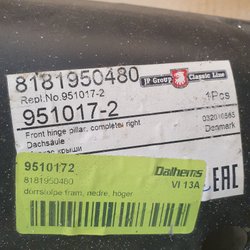 8181950480
JP GROUP Classic Line
Repl.No.951017-2
951017-2
1Pcs
Front hinge pillar, complete, right
Dachsäule
Denmark
EAC
9510172
Dalhems
8181950480
VI 13A
dörrstolpe fram, nedre, höger